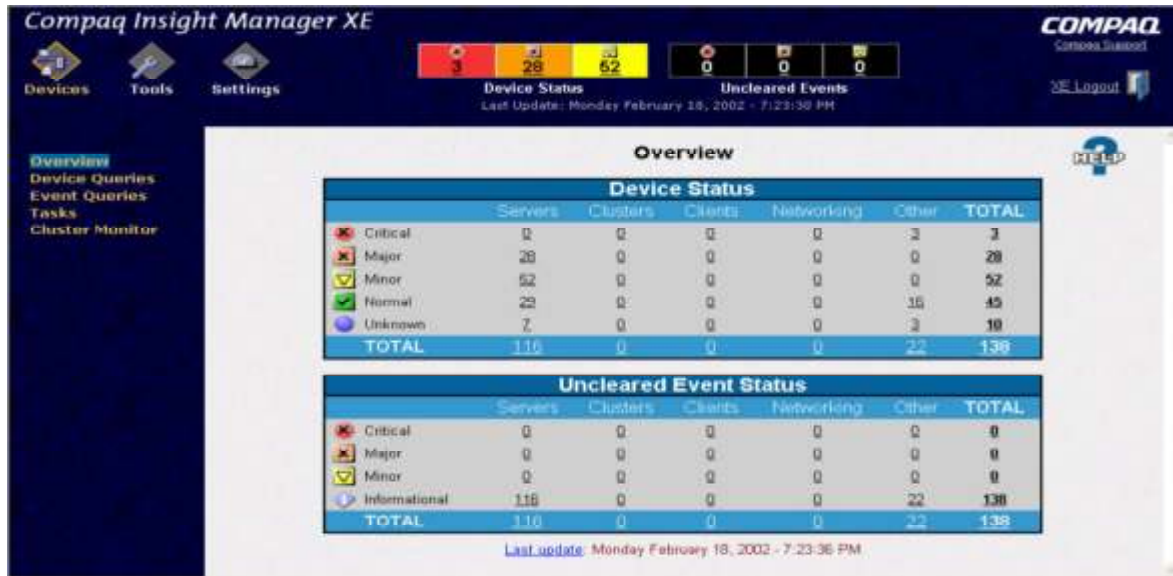 Compaq Insight Manager XE
COMPAQ
Compaq Support
Devices Tools Settings
3 28 52 0 0 0
Device Status Uncleared Events
Last Update: Monday February 18, 2002 - 7:23:30 PM
XE Logout
Overview
Device Queries
Event Queries
Tasks
Cluster Monitor
Overview
HELP
Device Status
Servers Clusters Clients Networking Other TOTAL
Critical 0 0 0 0 3 3
Major 28 0 0 0 0 28
Minor 52 0 0 0 0 52
Normal 29 0 0 0 16 45
Unknown 7 0 0 0 3 10
TOTAL 116 0 0 0 22 138
Uncleared Event Status
Servers Clusters Clients Networking Other TOTAL
Critical 0 0 0 0 0 0
Major 0 0 0 0 0 0
Minor 0 0 0 0 0 0
Informational 116 0 0 0 22 138
TOTAL 116 0 0 0 22 138
Last update: Monday February 18, 2002 - 7:23:36 PM